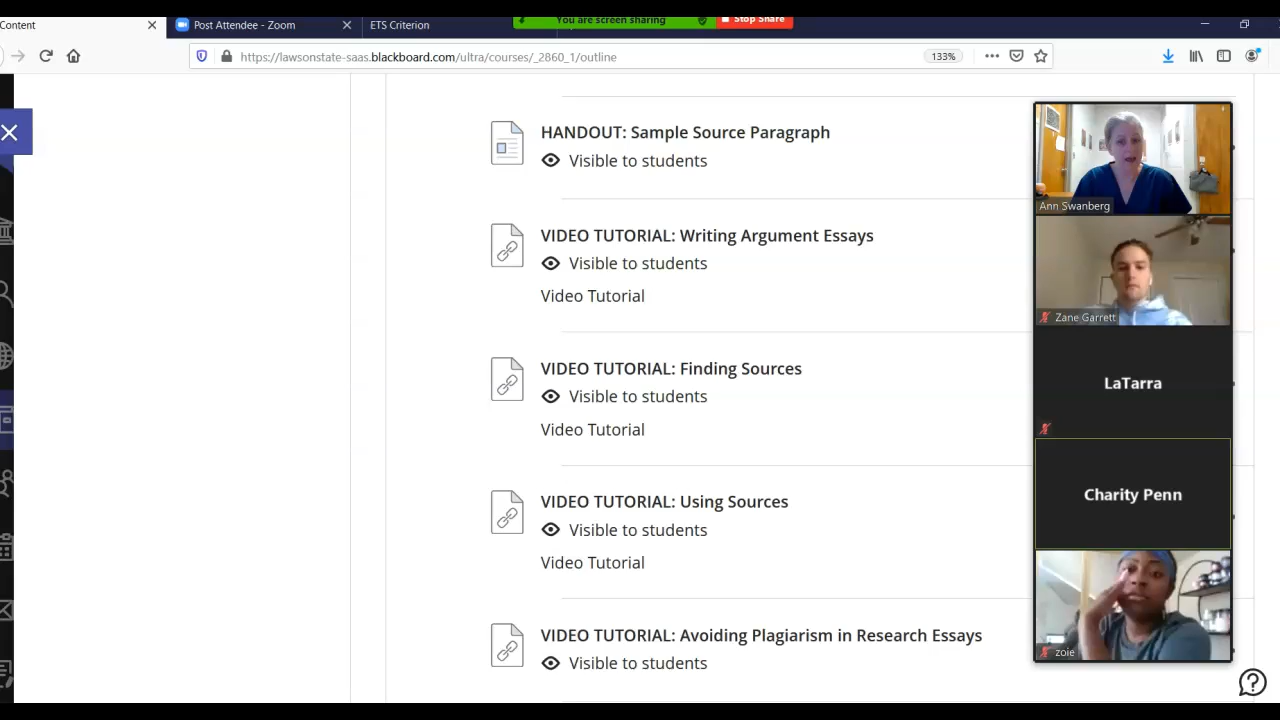 Content
Post Attendee - Zoom
ETS Criterion
You are screen sharing
Stop Share
https://lawsonstate-saas.blackboard.com/ultra/courses/_2860_1/outline
133%
HANDOUT: Sample Source Paragraph
Visible to students
VIDEO TUTORIAL: Writing Argument Essays
Visible to students
Video Tutorial
VIDEO TUTORIAL: Finding Sources
Visible to students
Video Tutorial
VIDEO TUTORIAL: Using Sources
Visible to students
Video Tutorial
VIDEO TUTORIAL: Avoiding Plagiarism in Research Essays
Visible to students
Ann Swanberg
Zane Garrett
LaTarra
Charity Penn
zoie